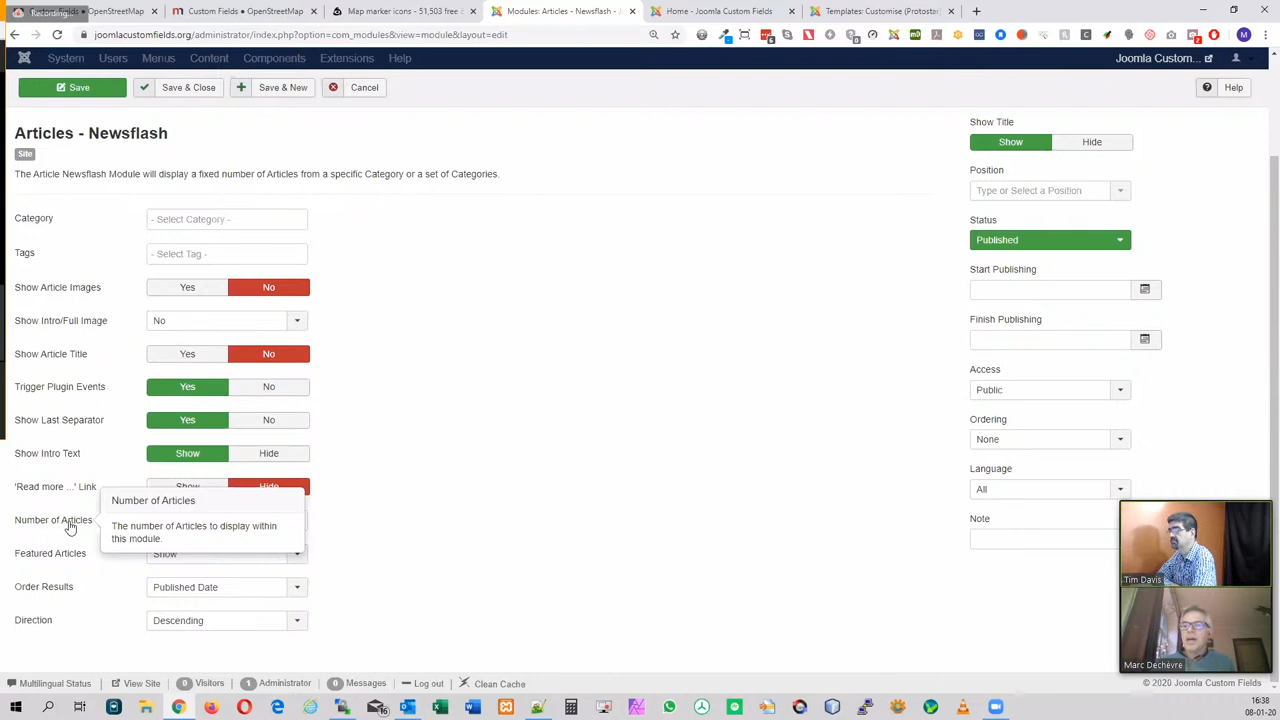 Recording...
Custom Fields • OpenStreetMap
Custom Fields • OpenStreetMap
Map marker icons - 51,503 free
Modules: Articles - Newsflash - J
Home - Joomla Custom Fields
Templates: Customise (Protostar)
joomlacustomfields.org/administrator/index.php?option=com_modules&view=module&layout=edit
System Users Menus Content Components Extensions Help
Joomla Custom...
Save
Save & Close
Save & New
Cancel
Help
Articles - Newsflash
Site
The Article Newsflash Module will display a fixed number of Articles from a specific Category or a set of Categories.
Category - Select Category -
Tags - Select Tag -
Show Article Images Yes No
Show Intro/Full Image No
Show Article Title Yes No
Trigger Plugin Events Yes No
Show Last Separator Yes No
Show Intro Text Show Hide
'Read more ...' Link Show Hide
Number of Articles
Number of Articles
The number of Articles to display within
this module.
Featured Articles Show
Order Results Published Date
Direction Descending
Show Title
Show Hide
Position
Type or Select a Position
Status
Published
Start Publishing
Finish Publishing
Access
Public
Ordering
None
Language
All
Note
Tim Davis
Marc Dechèvre
Multilingual Status
View Site
0 Visitors
1 Administrator
0 Messages
Log out
Clean Cache
© 2020 Joomla Custom Fields
16:38
08-01-20